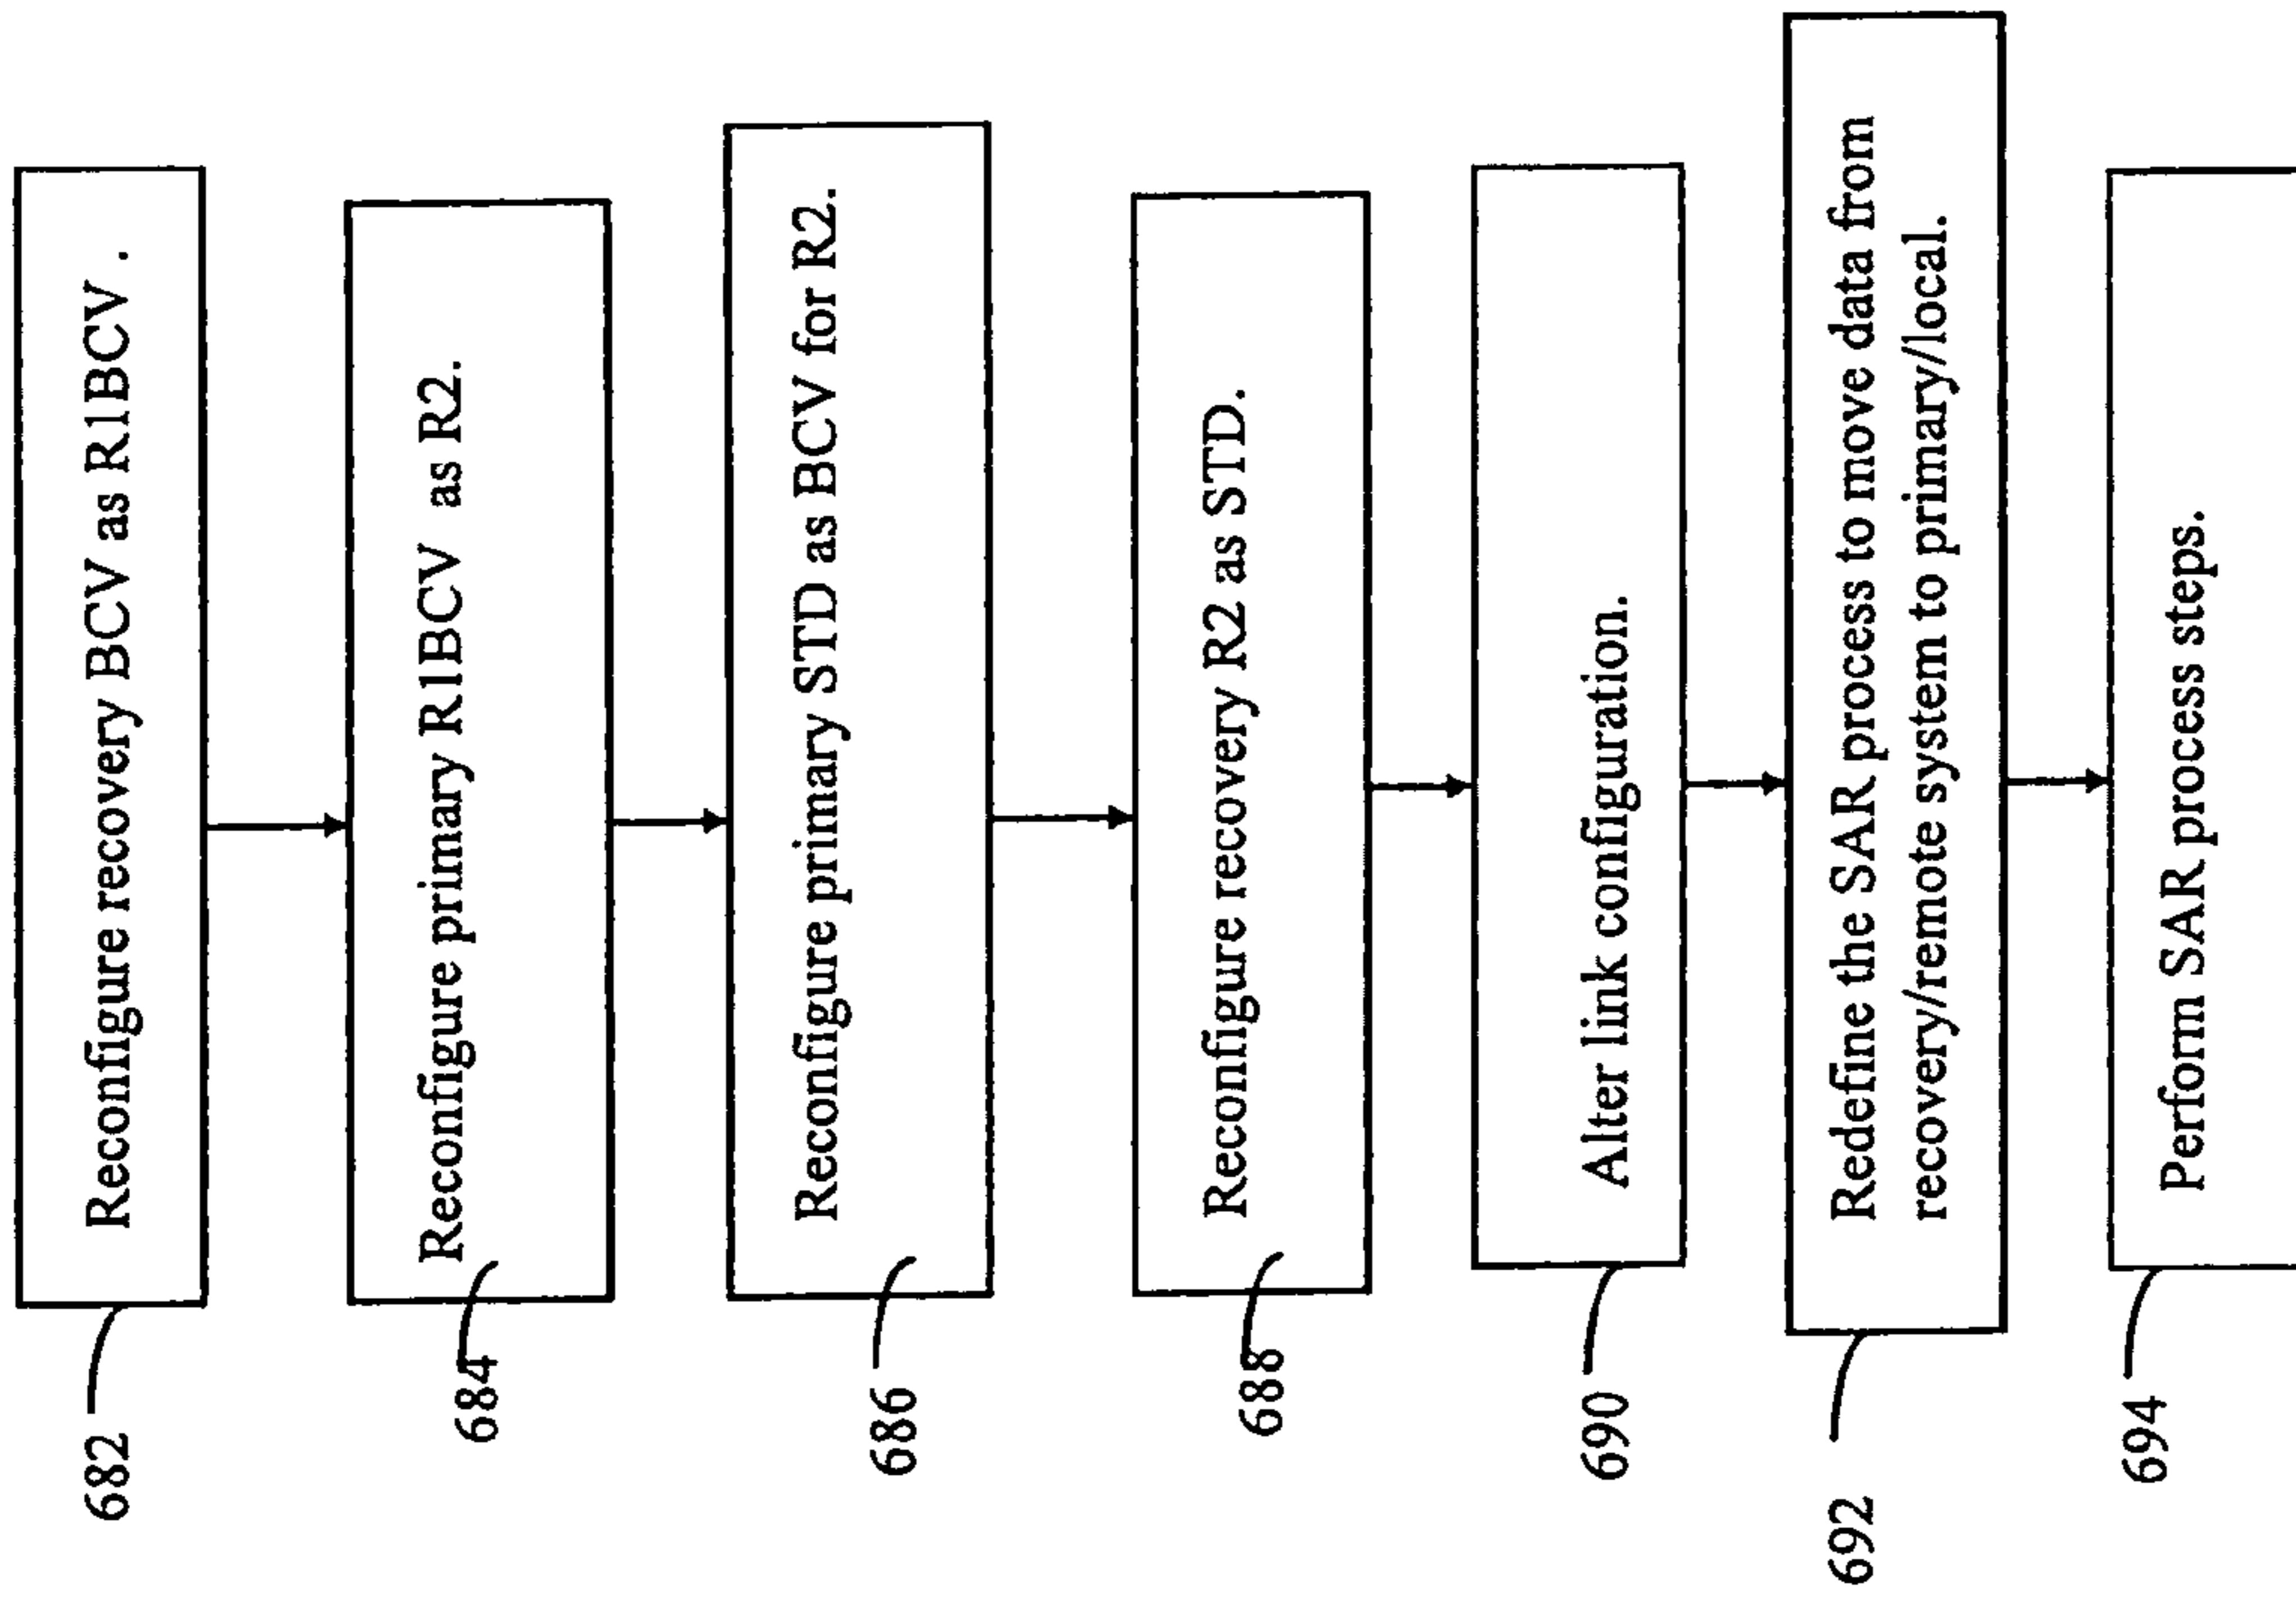 682
Reconfigure recovery BCV as R1BCV .
684
Reconfigure primary R1BCV as R2.
686
Reconfigure primary STD as BCV for R2.
688
Reconfigure recovery R2 as STD.
690
Alter link configuration.
692
Redefine the SAR process to move data from
recovery/remote system to primary/local.
694
Perform SAR process steps.